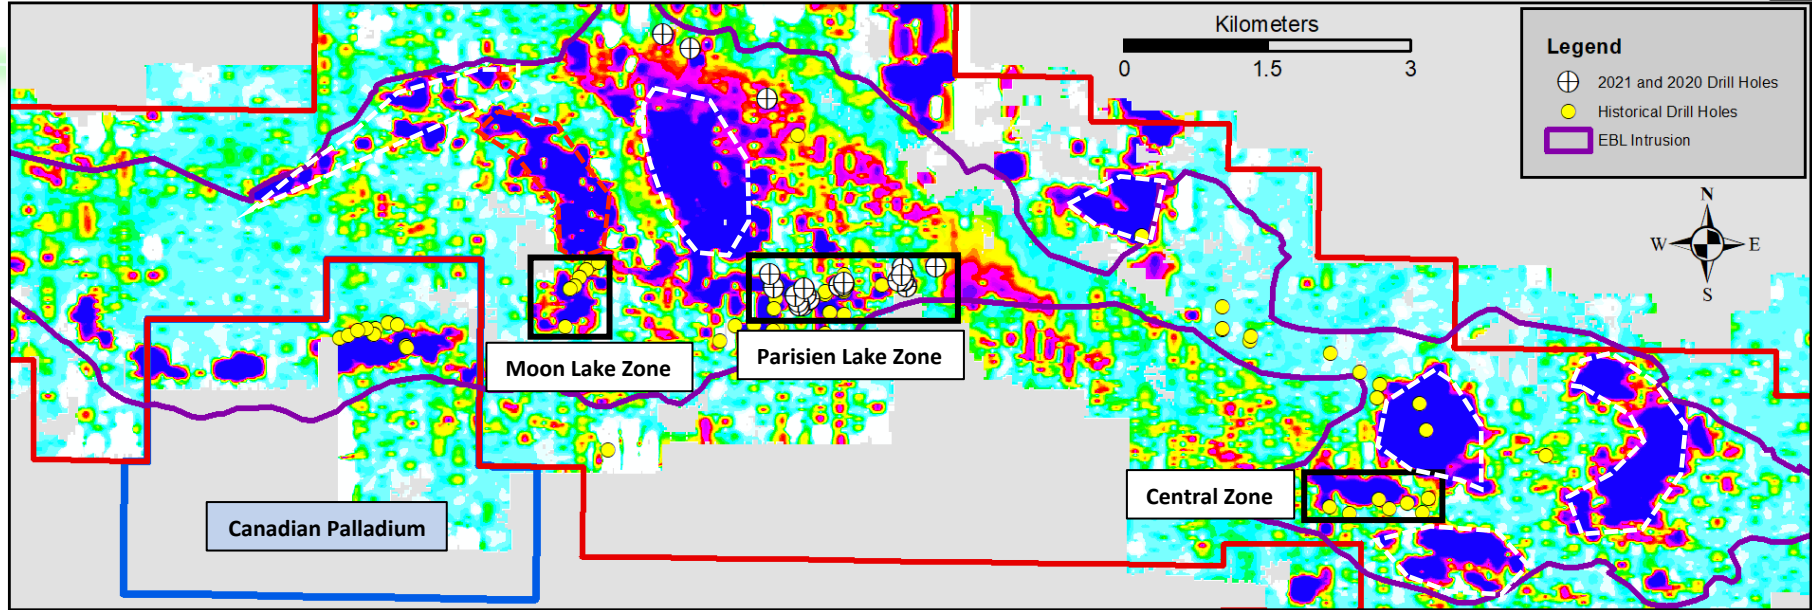 Kilometers
0 1.5 3
Legend
2021 and 2020 Drill Holes
Historical Drill Holes
EBL Intrusion
N
W E
S
Moon Lake Zone
Parisien Lake Zone
Central Zone
Canadian Palladium